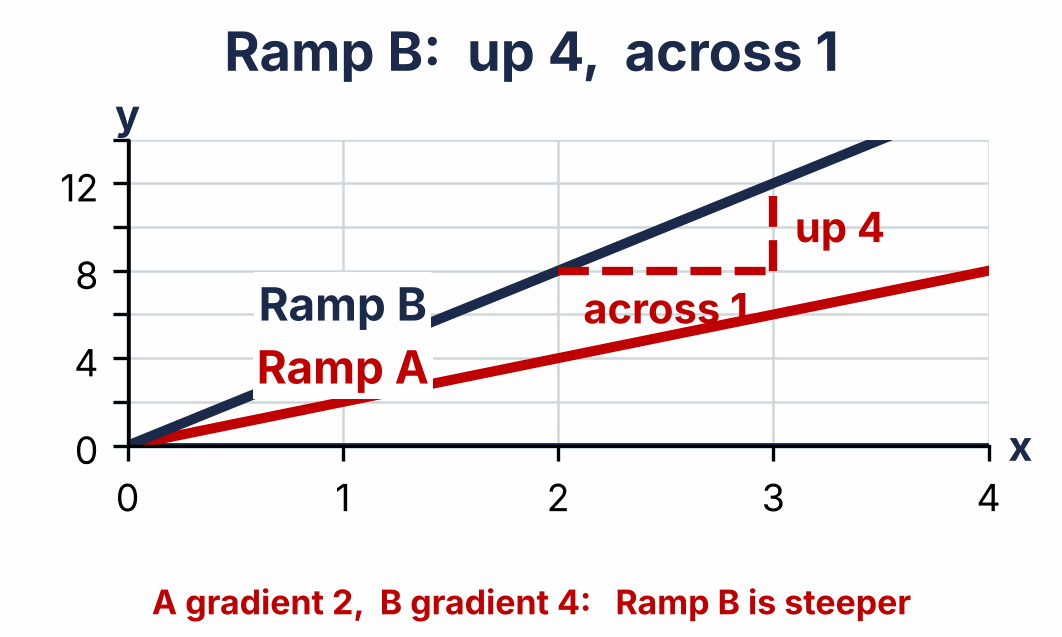 Ramp B: up 4, across 1
y
12
8
4
0
Ramp B
Ramp A
up 4
across 1
0 1 2 3 4
x
A gradient 2, B gradient 4: Ramp B is steeper